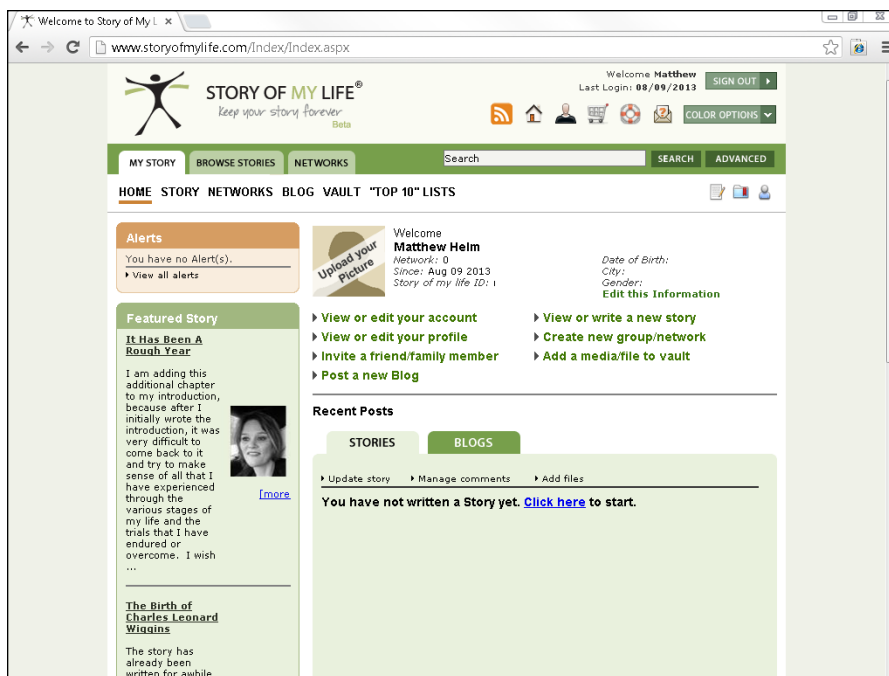 Welcome to Story of My L
www.storyofmylife.com/Index/Index.aspx
STORY OF MY LIFE®
Keep your story forever
Beta
Welcome Matthew
Last Login: 08/09/2013
SIGN OUT
COLOR OPTIONS
MY STORY BROWSE STORIES NETWORKS
Search
SEARCH ADVANCED
HOME STORY NETWORKS BLOG VAULT "TOP 10" LISTS
Alerts
You have no Alert(s).
View all alerts
Featured Story
It Has Been A
Rough Year
I am adding this
additional chapter
to my introduction,
because after I
initially wrote the
introduction, it was
very difficult to
come back to it
and try to make
sense of all that I
have experienced
through the
various stages of
my life and the
trials that I have
endured or
overcome. I wish
...
[more
The Birth of
Charles Leonard
Wiggins
The story has
already been
written for awhile
Upload your
Picture
Welcome
Matthew Helm
Network: 0
Since: Aug 09 2013
Story of my life ID:
Date of Birth:
City:
Gender:
Edit this Information
View or edit your account
View or edit your profile
Invite a friend/family member
Post a new Blog
View or write a new story
Create new group/network
Add a media/file to vault
Recent Posts
STORIES BLOGS
Update story Manage comments Add files
You have not written a Story yet. Click here to start.